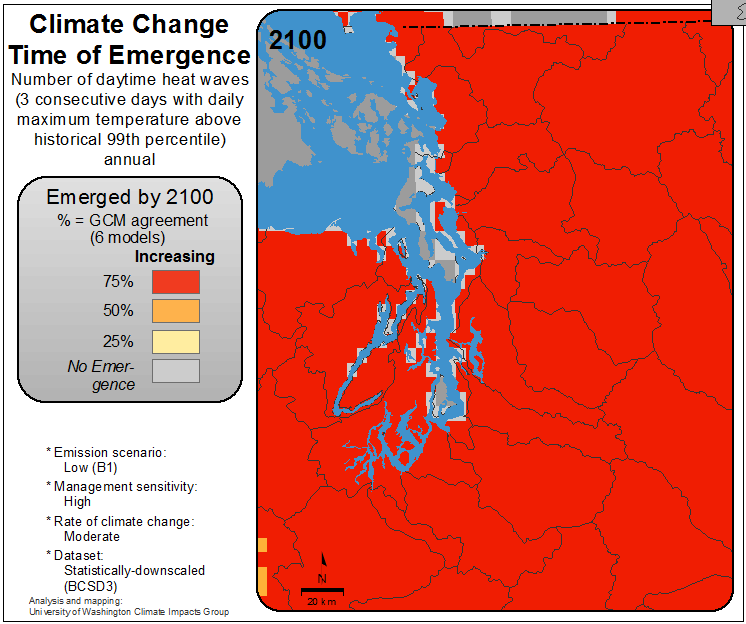 Climate Change
Time of Emergence
Number of daytime heat waves
(3 consecutive days with daily
maximum temperature above
historical 99th percentile)
annual
Emerged by 2100
% = GCM agreement
(6 models)
Increasing
75%
50%
25%
No Emer-
gence
* Emission scenario:
Low (B1)
* Management sensitivity:
High
* Rate of climate change:
Moderate
* Dataset:
Statistically-downscaled
(BCSD3)
Analysis and mapping:
University of Washington Climate Impacts Group
2100
N
20 km